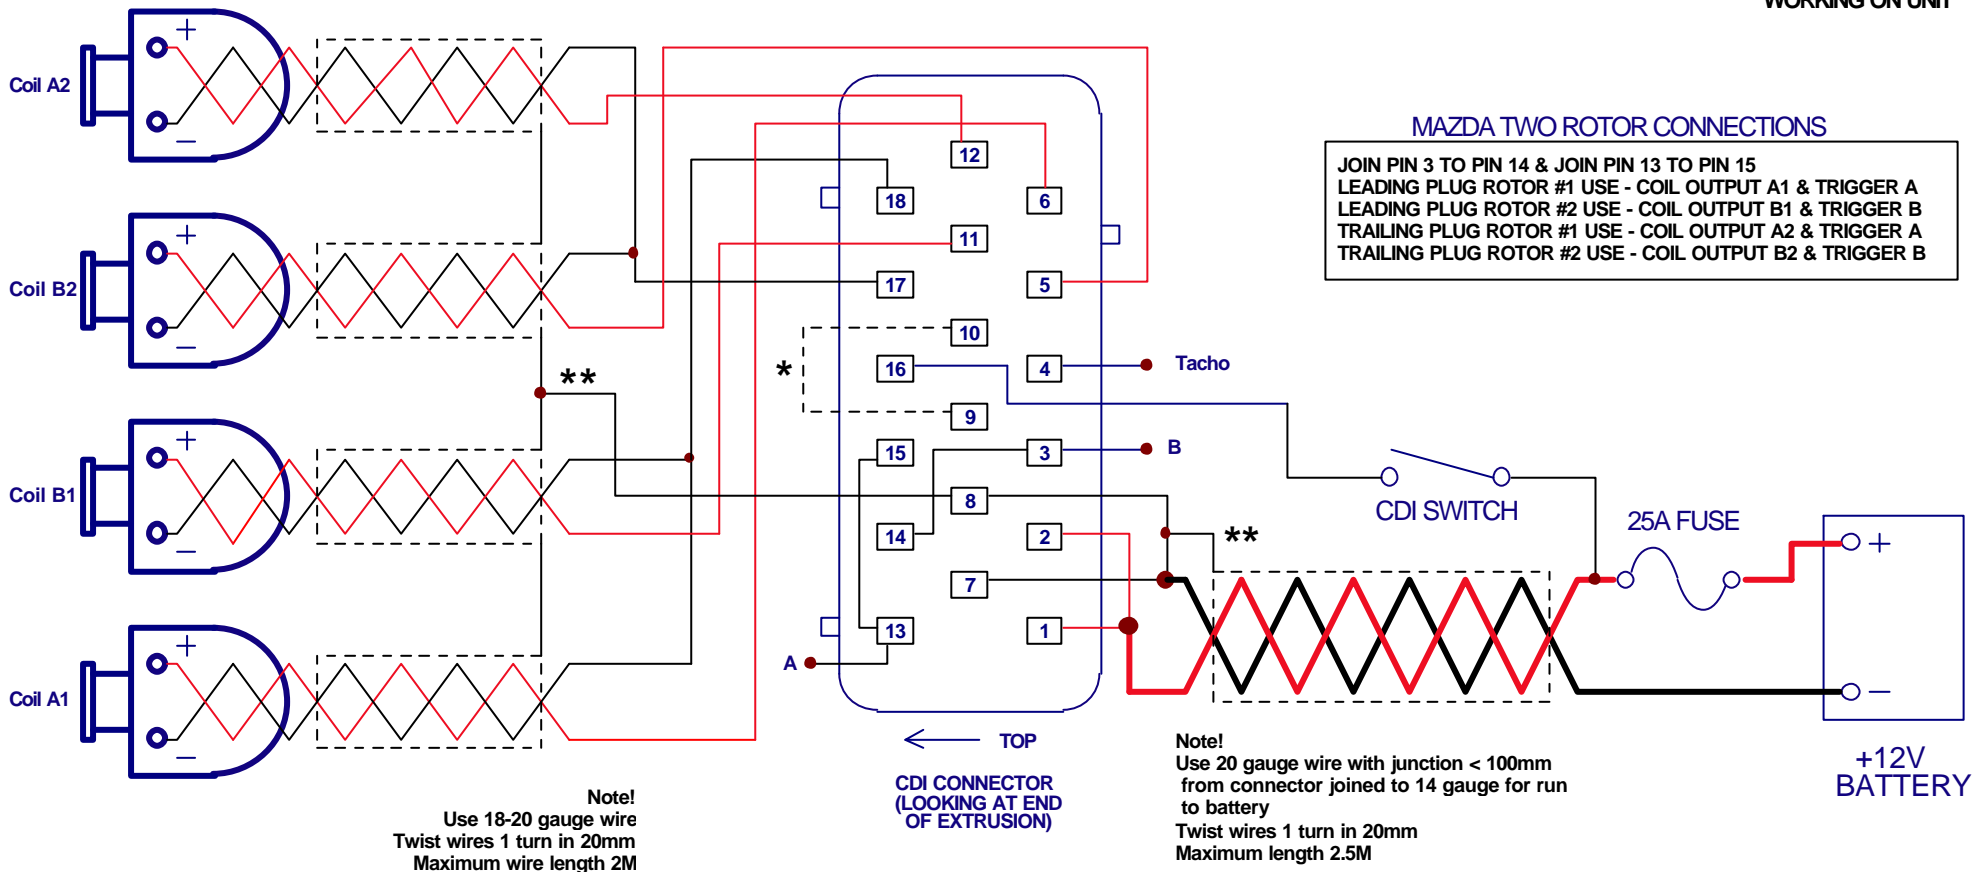 WORKING ON UNIT
Coil A2
+
−
Coil B2
+
−
Coil B1
+
−
Coil A1
+
−
**
*
12
18
6
11
17
5
10
16
4
9
15
3
8
14
2
7
13
1
Tacho
B
A
**
TOP
CDI CONNECTOR
(LOOKING AT END
OF EXTRUSION)
MAZDA TWO ROTOR CONNECTIONS
JOIN PIN 3 TO PIN 14 & JOIN PIN 13 TO PIN 15
LEADING PLUG ROTOR #1 USE - COIL OUTPUT A1 & TRIGGER A
LEADING PLUG ROTOR #2 USE - COIL OUTPUT B1 & TRIGGER B
TRAILING PLUG ROTOR #1 USE - COIL OUTPUT A2 & TRIGGER A
TRAILING PLUG ROTOR #2 USE - COIL OUTPUT B2 & TRIGGER B
CDI SWITCH
25A FUSE
+
−
+12V
BATTERY
Note!
Use 18-20 gauge wire
Twist wires 1 turn in 20mm
Maximum wire length 2M
Note!
Use 20 gauge wire with junction < 100mm
from connector joined to 14 gauge for run
to battery
Twist wires 1 turn in 20mm
Maximum length 2.5M